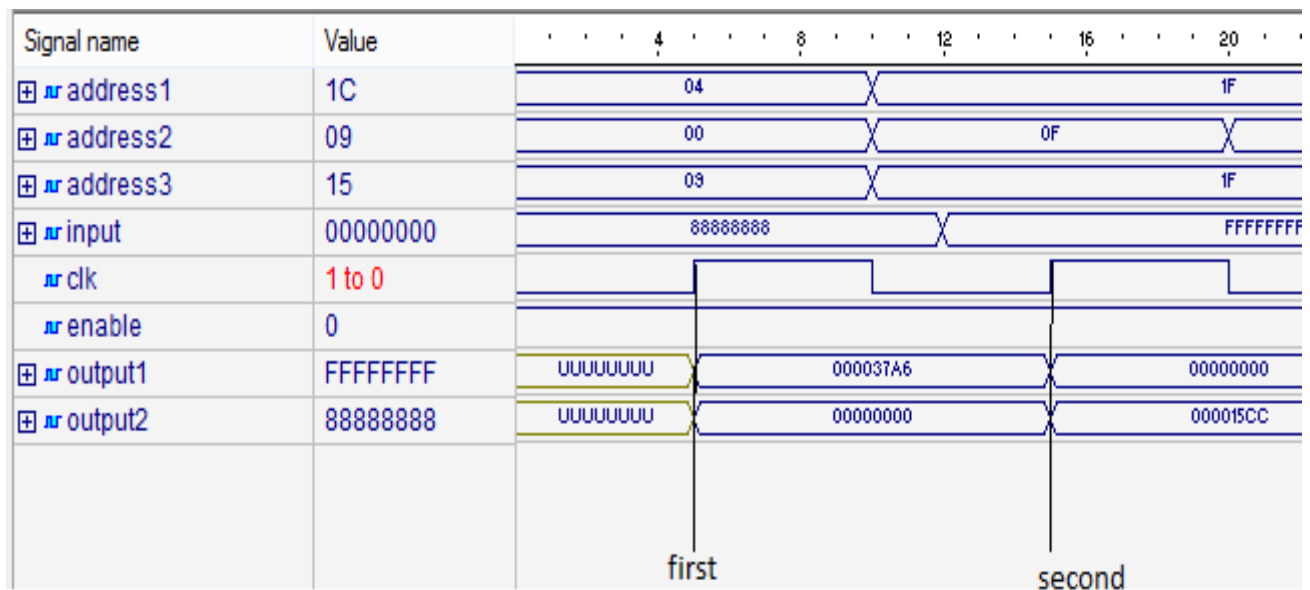 Signal name Value 4 8 12 16 20
address1 1C 04 1F
address2 09 00 0F
address3 15 09 1F
input 00000000 88888888 FFFFFFFF
clk 1 to 0
enable 0
output1 FFFFFFFF UUUUUUUU 000037A6 00000000
output2 88888888 UUUUUUUU 00000000 000015CC
first
second